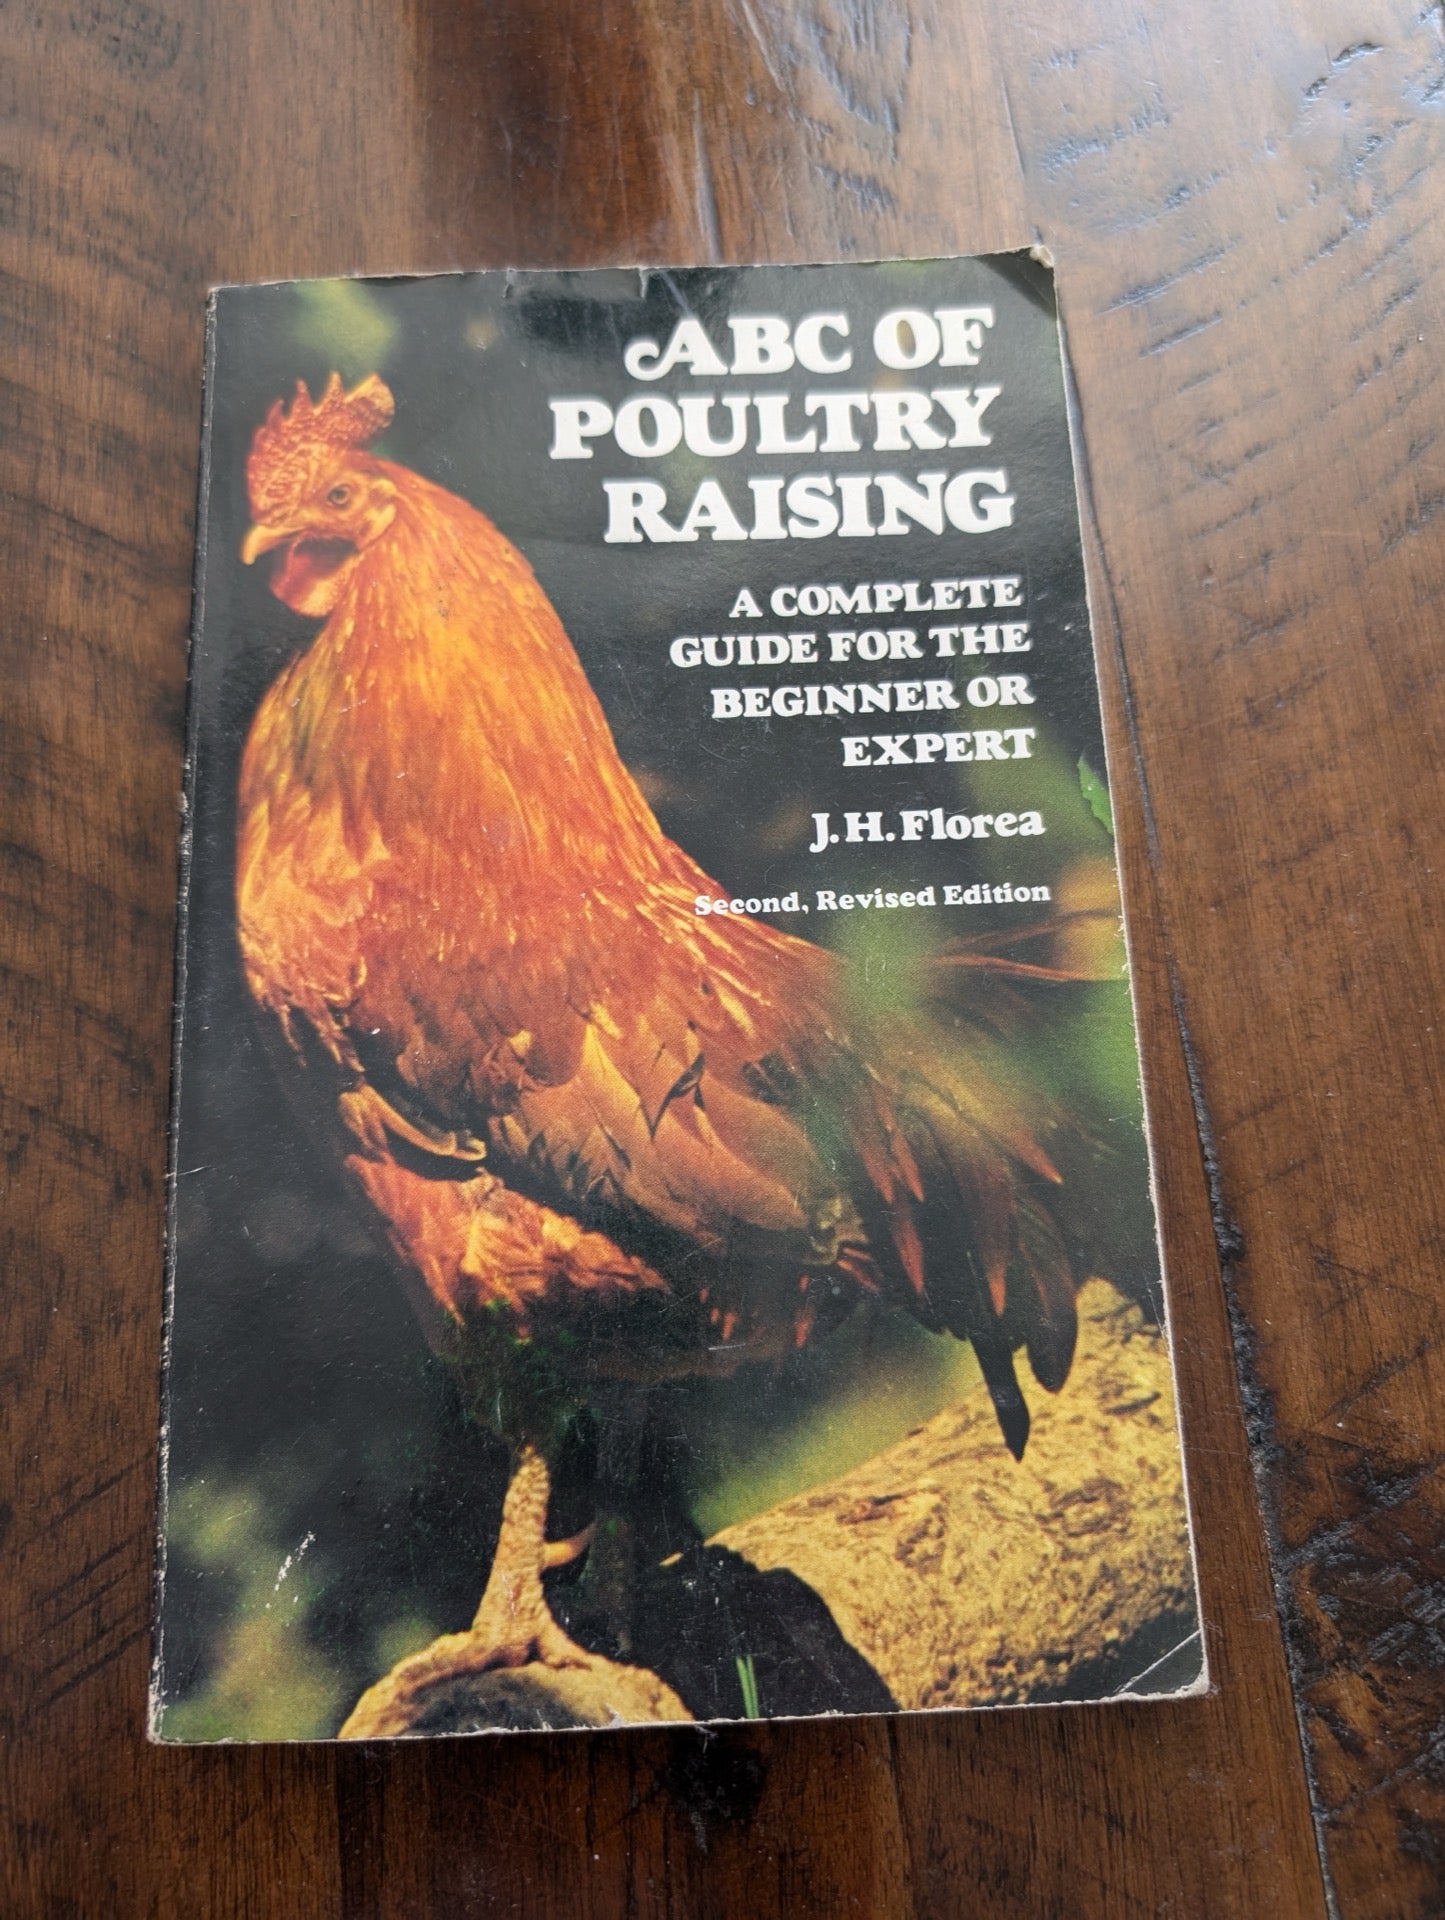 ABC OF
POULTRY
RAISING
A COMPLETE
GUIDE FOR THE
BEGINNER OR
EXPERT
J. H. Florea
Second, Revised Edition